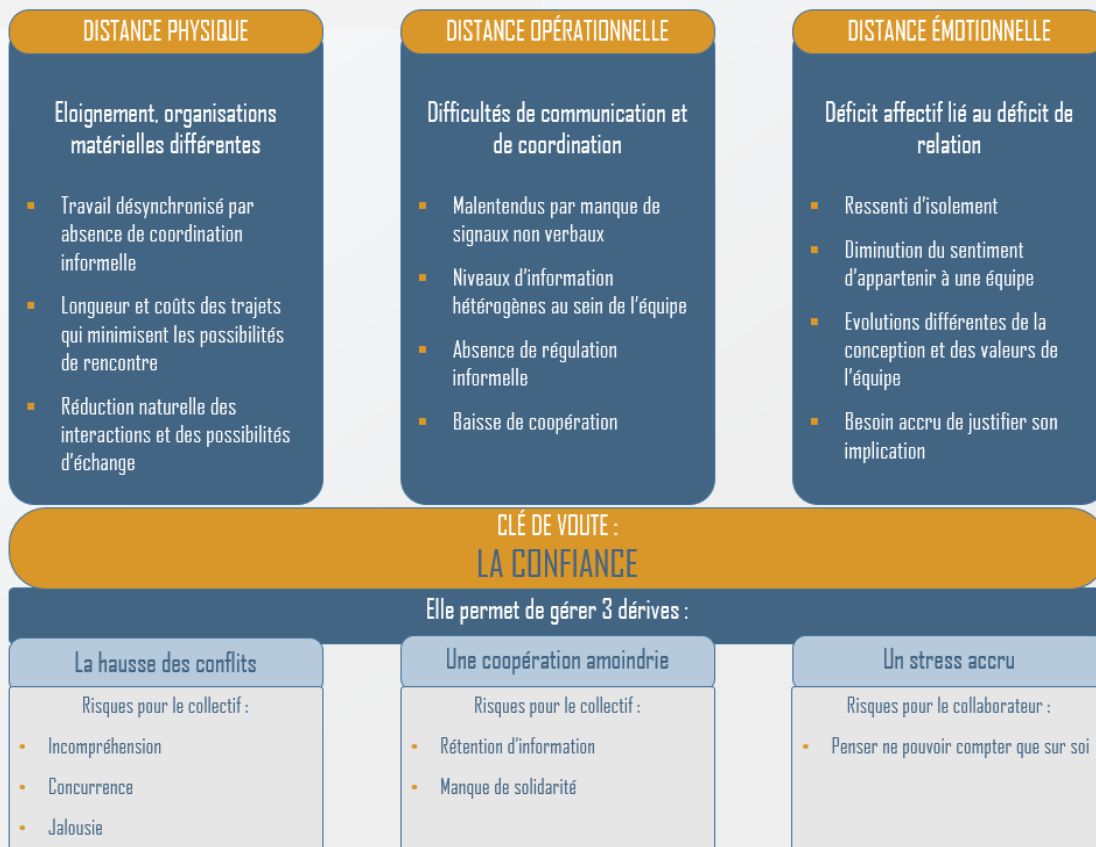 DISTANCE PHYSIQUE
Eloignement, organisations
matérielles différentes
Travail désynchronisé par
absence de coordination
informelle
Longueur et coûts des trajets
qui minimisent les possibilités
de rencontre
Réduction naturelle des
interactions et des possibilités
d'échange
DISTANCE OPÉRATIONNELLE
Difficultés de communication et
de coordination
Malentendus par manque de
signaux non verbaux
Niveaux d'information
hétérogènes au sein de l'équipe
Absence de régulation
informelle
Baisse de coopération
DISTANCE ÉMOTIONNELLE
Déficit affectif lié au déficit de
relation
Ressenti d'isolement
Diminution du sentiment
d'appartenir à une équipe
Evolutions différentes de la
conception et des valeurs de
l'équipe
Besoin accru de justifier son
implication
CLÉ DE VOUTE :
LA CONFIANCE
Elle permet de gérer 3 dérives :
La hausse des conflits
Risques pour le collectif :
Incompréhension
Concurrence
Jalousie
Une coopération amoindrie
Risques pour le collectif :
Rétention d'information
Manque de solidarité
Un stress accru
Risques pour le collaborateur :
Penser ne pouvoir compter que sur soi